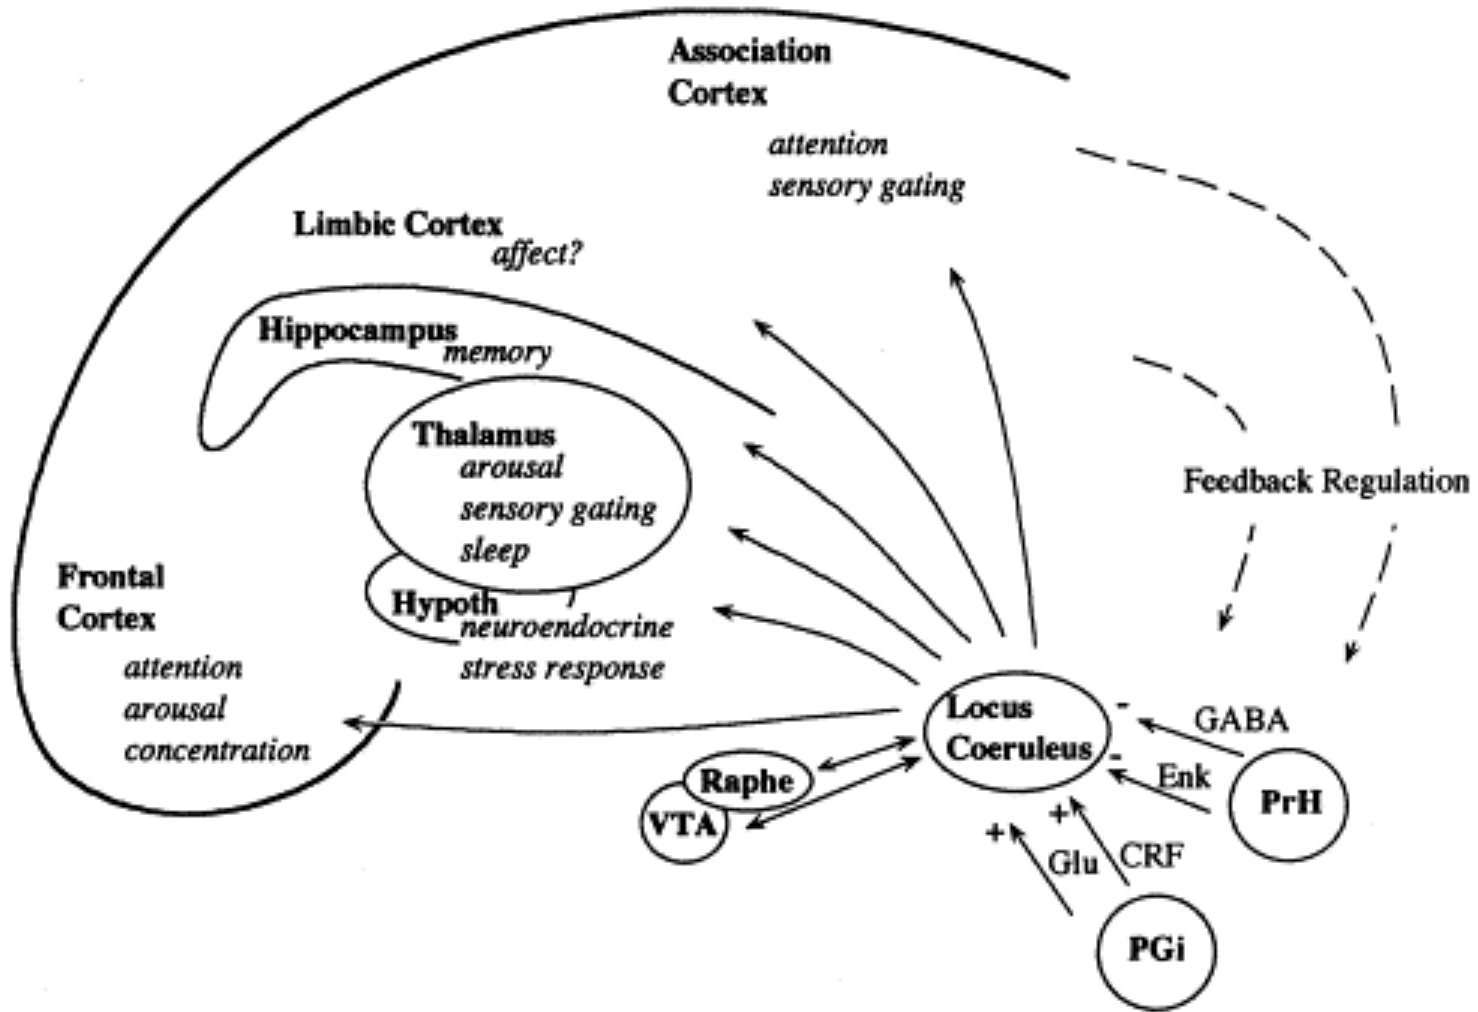 Association
Cortex
attention
sensory gating
Limbic Cortex
affect?
Hippocampus
memory
Thalamus
arousal
sensory gating
sleep
Feedback Regulation
Frontal
Cortex
attention
arousal
concentration
Hypoth
neuroendocrine
stress response
Locus
Coeruleus
-
-
GABA
Enk
PrH
Raphe
VTA
+
+
Glu
CRF
PGi